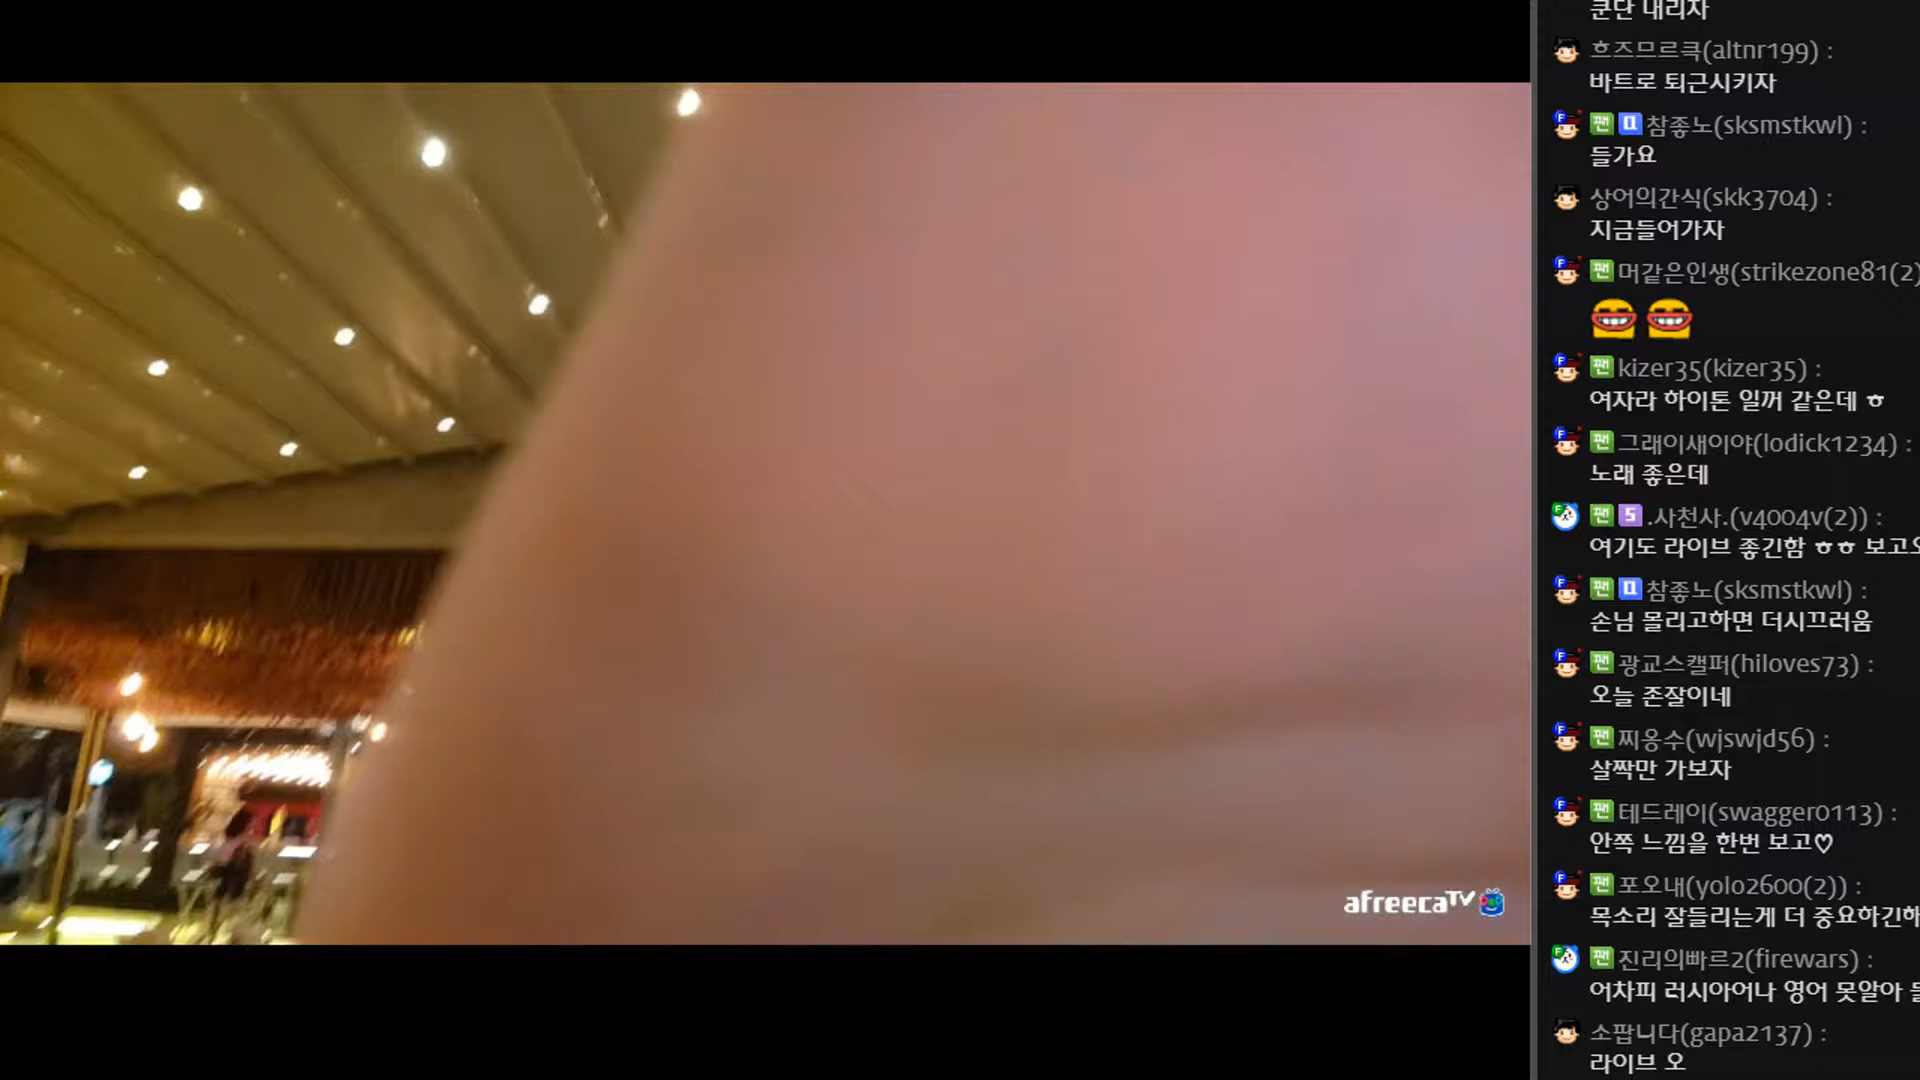 쿤단 내리자
흐즈므르큭(altnr199) :
바트로 퇴근시키자
팬 참좋노(sksmstkwl) :
들가요
상어의간식(skk3704) :
지금들어가자
팬 머같은인생(strikezone81(2)
팬 kizer35(kizer35) :
여자라 하이톤 일꺼 같은데 ㅎ
팬 그래이새이야(lodick1234) :
노래 좋은데
팬 S .사천사.(v4004v(2)) :
여기도 라이브 좋긴함 ㅎㅎ 보고오
팬 참좋노(sksmstkwl) :
손님 몰리고하면 더시끄러움
팬 광교스캘퍼(hiloves73) :
오늘 존잘이네
팬 찌옹수(wjswjd56) :
살짝만 가보자
팬 테드레이(swagger0113) :
안쪽 느낌을 한번 보고♡
팬 포오내(yolo2600(2)) :
목소리 잘들리는게 더 중요하긴하
팬 진리의빠르2(firewars) :
어차피 러시아어나 영어 못알아
소팝니다(gapa2137) :
라이브 오
afreecaTV